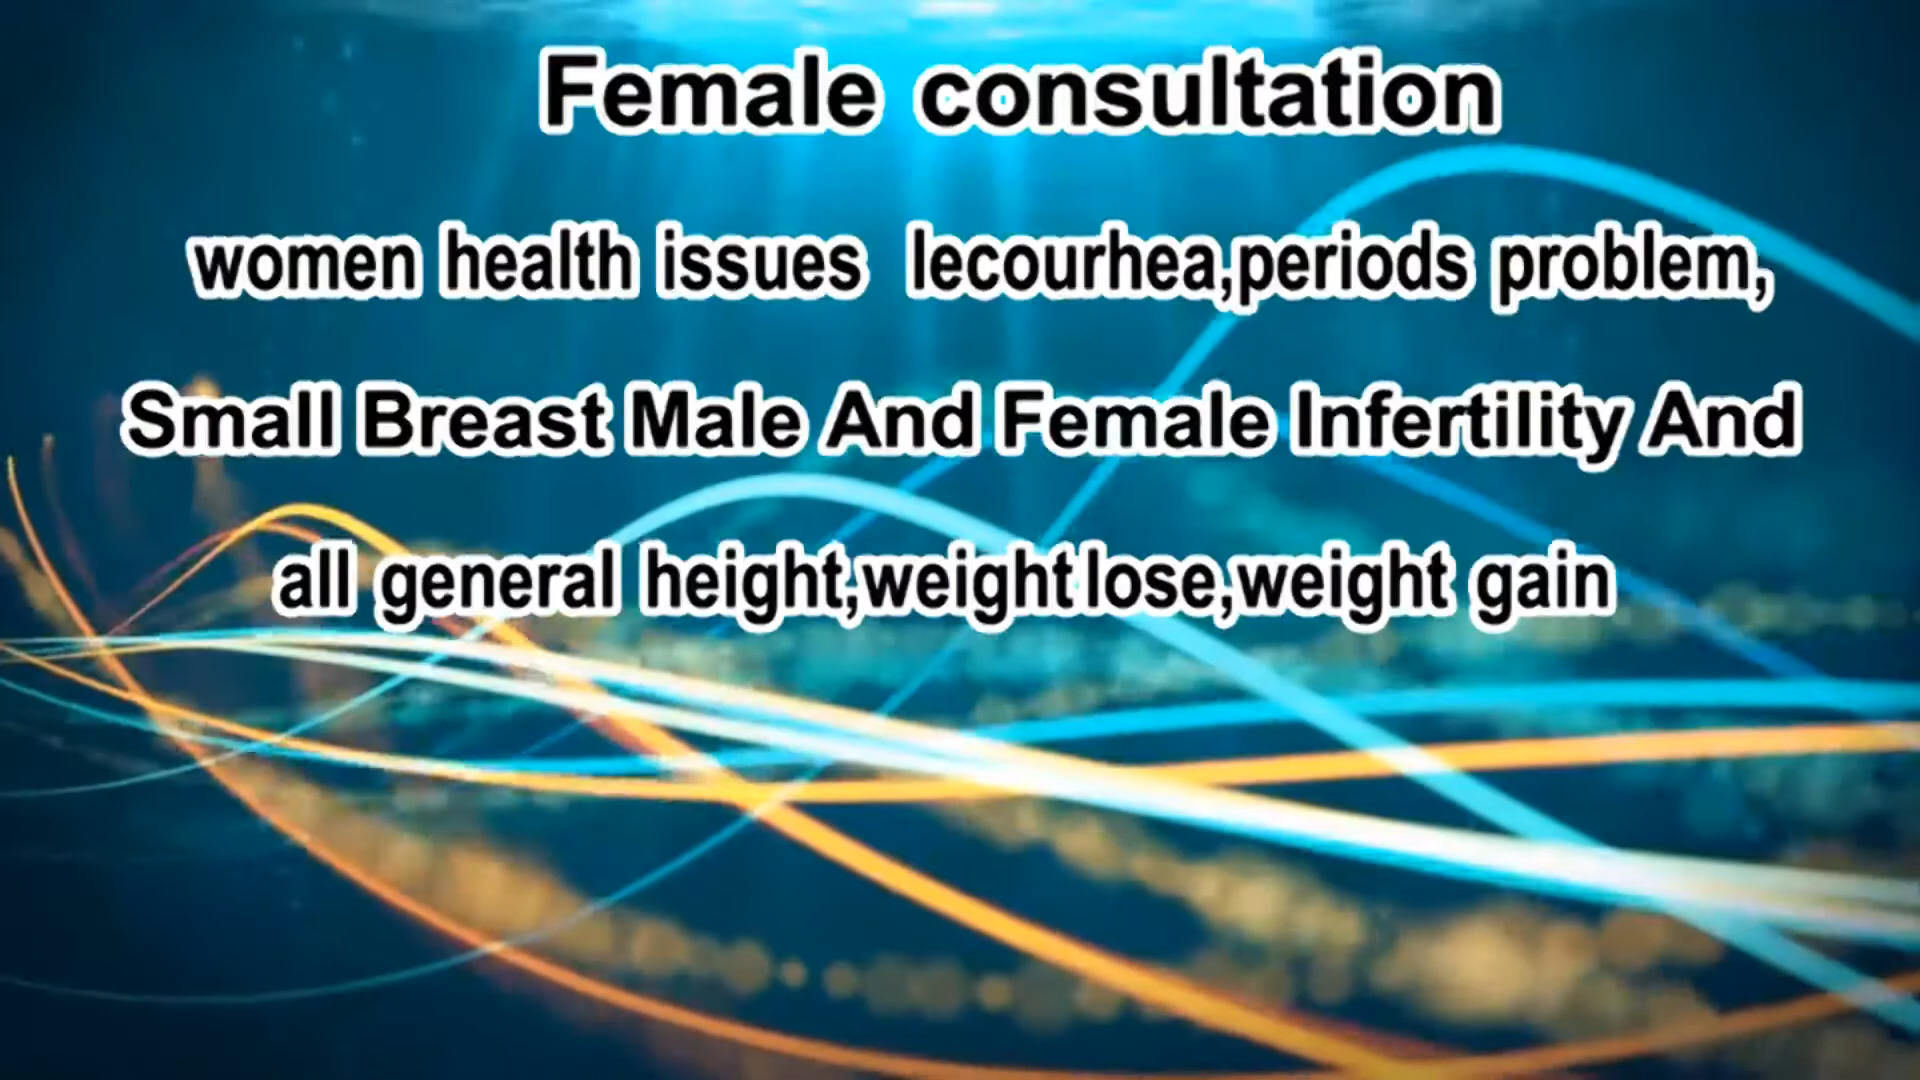 Female consultation
women health issues lecourhea,periods problem,
Small Breast Male And Female Infertility And
all general height,weight lose,weight gain